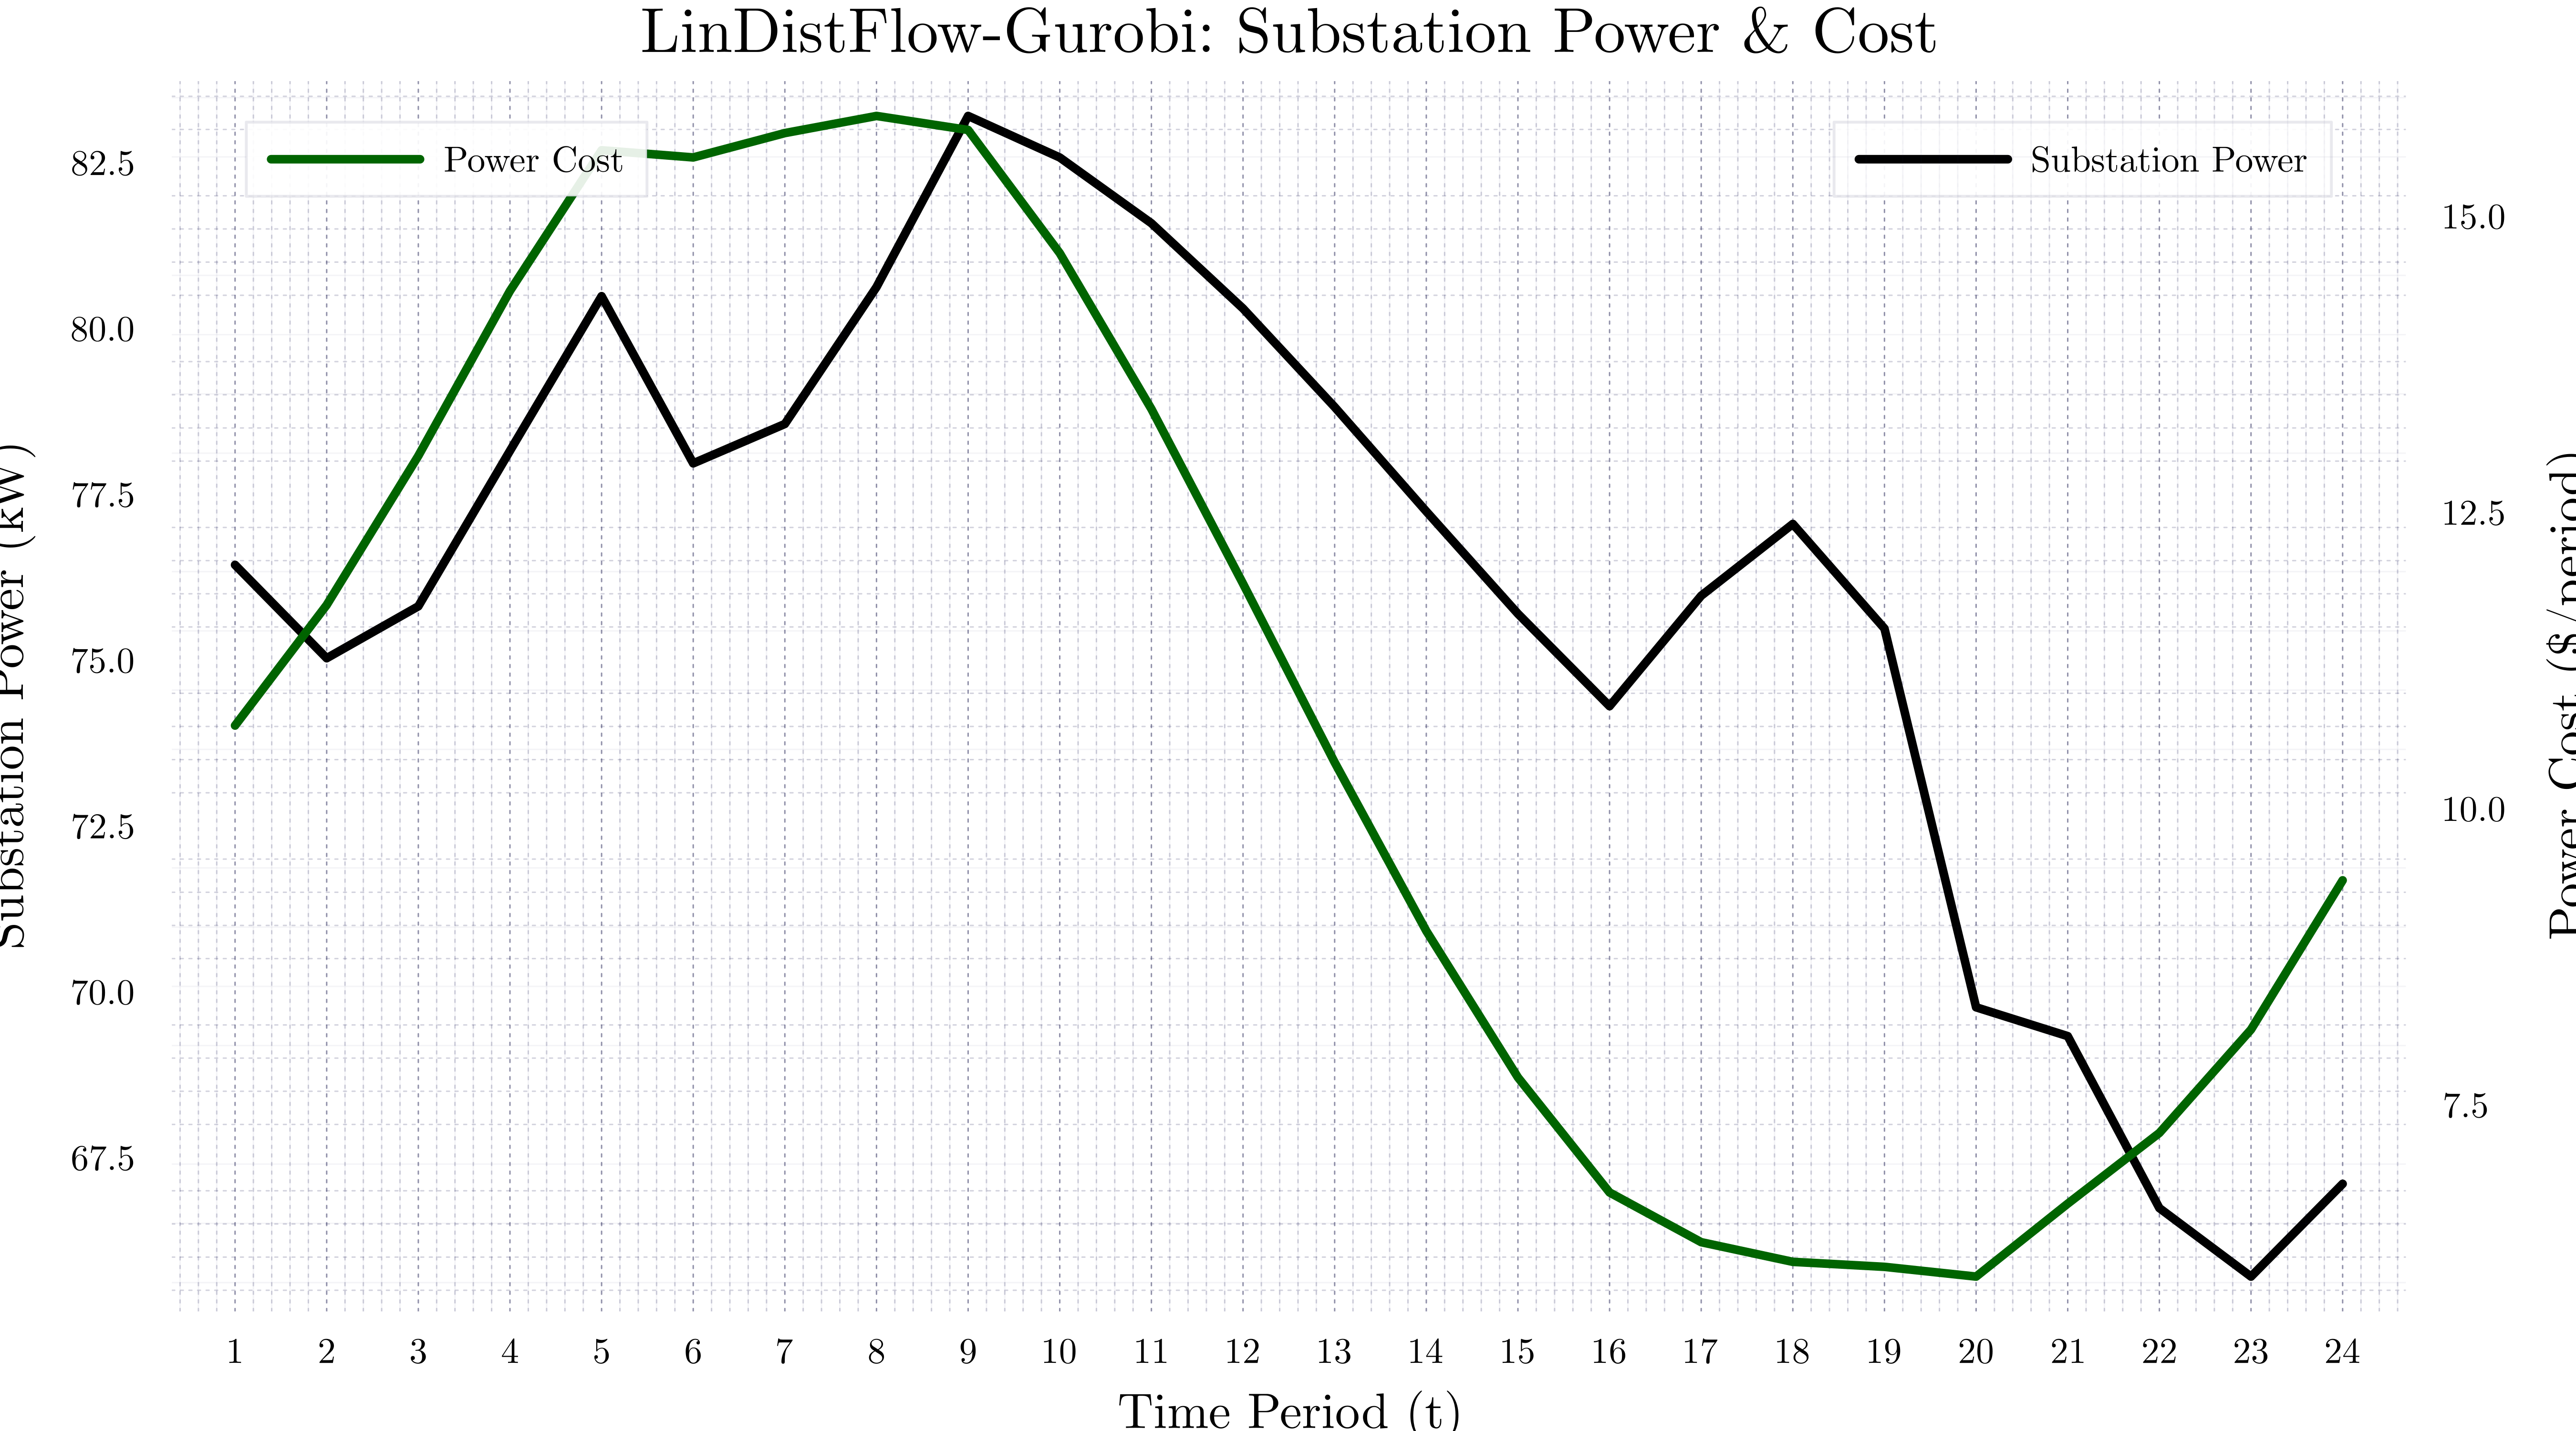 LinDistFlow-Gurobi: Substation Power & Cost
Power Cost
Substation Power
Substation Power (kW)
82.5
80.0
77.5
75.0
72.5
70.0
67.5
15.0
12.5
10.0
7.5
Power Cost ($/period)
1 2 3 4 5 6 7 8 9 10 11 12 13 14 15 16 17 18 19 20 21 22 23 24
Time Period (t)